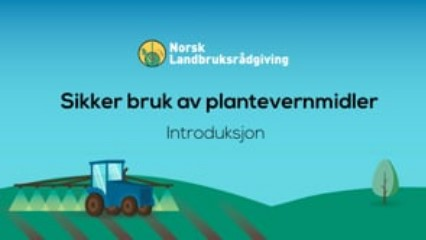 Norsk
Landbruksrådgiving
Sikker bruk av plantevernmidler
Introduksjon